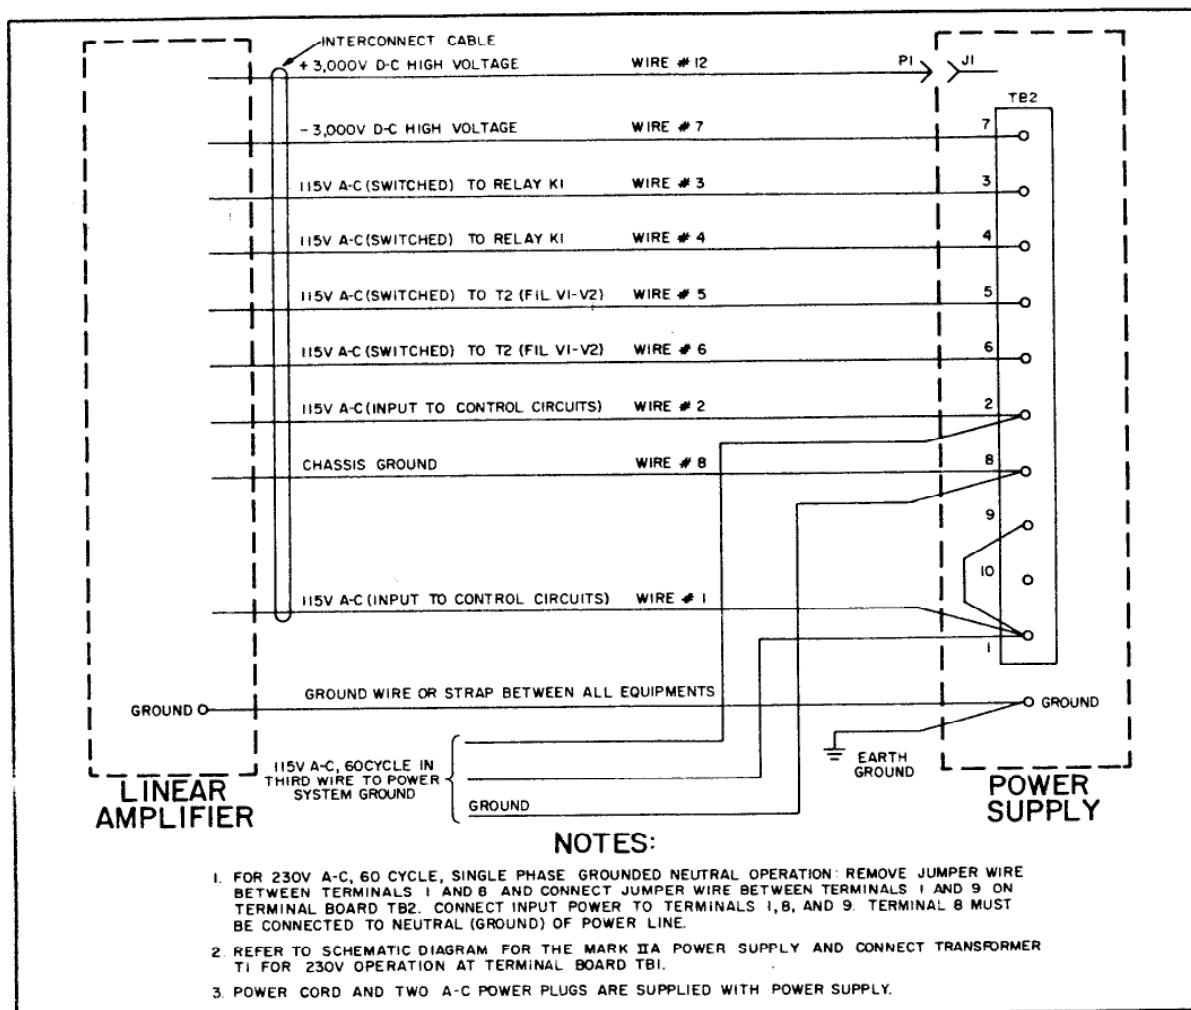 INTERCONNECT CABLE
+3,000V D-C HIGH VOLTAGE WIRE # 12 P1 J1
TB2
-3,000V D-C HIGH VOLTAGE WIRE # 7 7
115V A-C (SWITCHED) TO RELAY K1 WIRE # 3 3
115V A-C (SWITCHED) TO RELAY K1 WIRE # 4 4
115V A-C (SWITCHED) TO T2 (FIL V1-V2) WIRE # 5 5
115V A-C (SWITCHED) TO T2 (FIL V1-V2) WIRE # 6 6
115V A-C (INPUT TO CONTROL CIRCUITS) WIRE # 2 2
CHASSIS GROUND WIRE # 8 8
9
10
115V A-C (INPUT TO CONTROL CIRCUITS) WIRE # 1
1
GROUND WIRE OR STRAP BETWEEN ALL EQUIPMENTS
GROUND GROUND
115V A-C, 60CYCLE IN
THIRD WIRE TO POWER
SYSTEM GROUND
GROUND
EARTH
GROUND
LINEAR
AMPLIFIER
POWER
SUPPLY
NOTES:
1. FOR 230V A-C, 60 CYCLE, SINGLE PHASE GROUNDED NEUTRAL OPERATION: REMOVE JUMPER WIRE
BETWEEN TERMINALS 1 AND 8 AND CONNECT JUMPER WIRE BETWEEN TERMINALS 1 AND 9 ON
TERMINAL BOARD TB2. CONNECT INPUT POWER TO TERMINALS 1,8, AND 9. TERMINAL 8 MUST
BE CONNECTED TO NEUTRAL (GROUND) OF POWER LINE.
2. REFER TO SCHEMATIC DIAGRAM FOR THE MARK IIA POWER SUPPLY AND CONNECT TRANSFORMER
T1 FOR 230V OPERATION AT TERMINAL BOARD TB1.
3. POWER CORD AND TWO A-C POWER PLUGS ARE SUPPLIED WITH POWER SUPPLY.